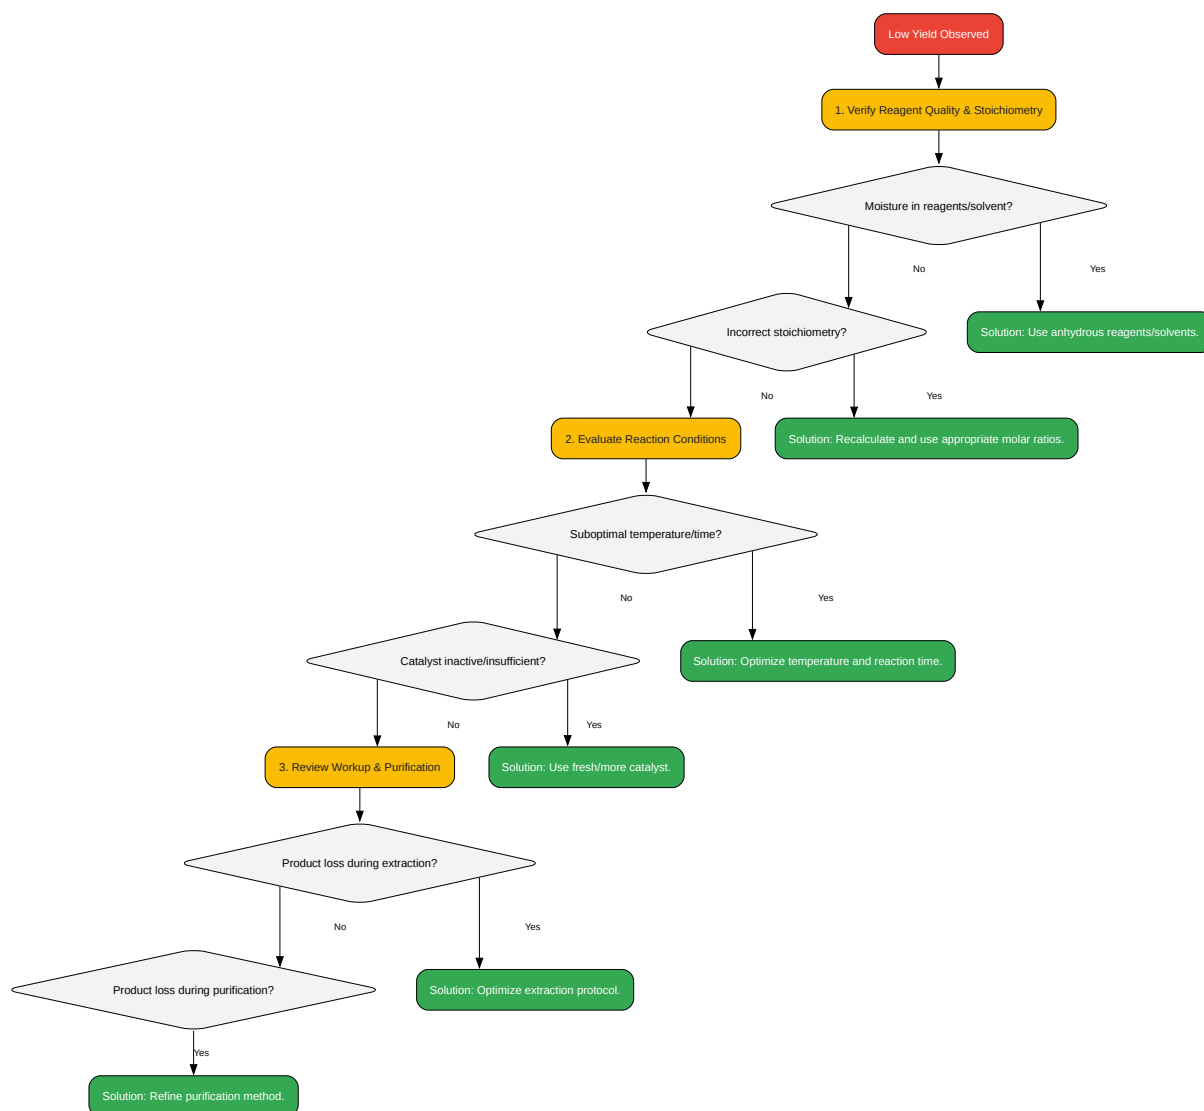 Low Yield Observed
1. Verify Reagent Quality & Stoichiometry
Moisture in reagents/solvent?
No
Yes
Incorrect stoichiometry?
Solution: Use anhydrous reagents/solvents.
No
Yes
2. Evaluate Reaction Conditions
Solution: Recalculate and use appropriate molar ratios.
Suboptimal temperature/time?
No
Yes
Catalyst inactive/insufficient?
Solution: Optimize temperature and reaction time.
No
Yes
3. Review Workup & Purification
Solution: Use fresh/more catalyst.
Product loss during extraction?
No
Yes
Product loss during purification?
Solution: Optimize extraction protocol.
Yes
Solution: Refine purification method.